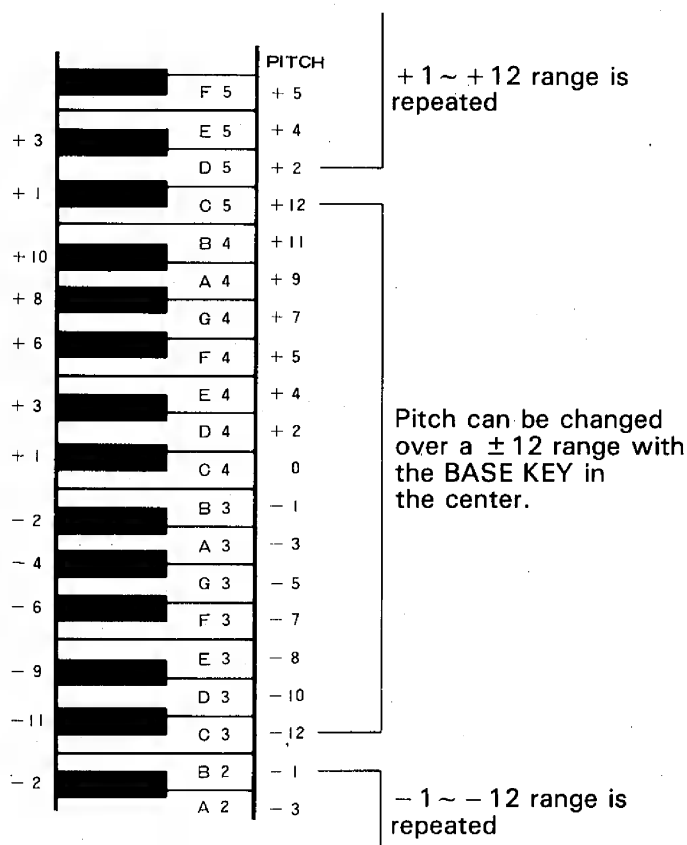 PITCH
F 5 + 5
+ 3 E 5 + 4
D 5 + 2
+ 1 C 5 + 12
B 4 + 11
+ 10 A 4 + 9
+ 8 G 4 + 7
+ 6 F 4 + 5
E 4 + 4
+ 3 D 4 + 2
+ 1 C 4 0
B 3 - 1
- 2 A 3 - 3
- 4 G 3 - 5
- 6 F 3 - 7
E 3 - 8
- 9 D 3 - 10
- 11 C 3 - 12
B 2 - 1
- 2 A 2 - 3
+ 1 ~ + 12 range is
repeated
Pitch can be changed
over a ± 12 range with
the BASE KEY in
the center.
- 1 ~ - 12 range is
repeated